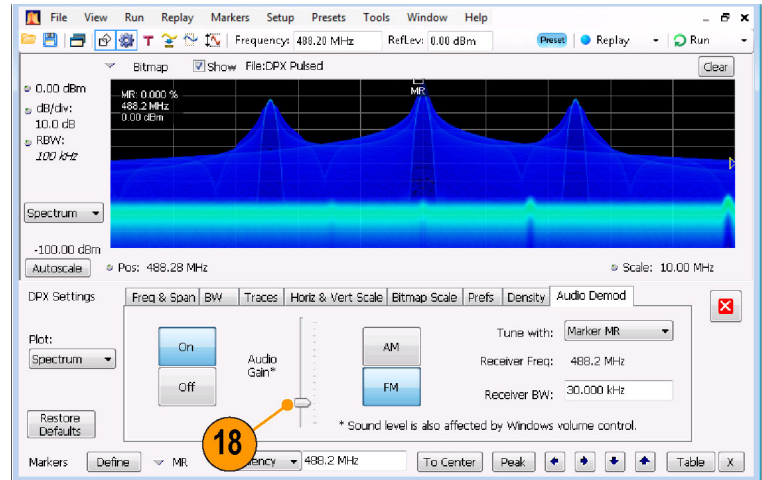 File View Run Replay Markers Setup Presets Tools Window Help
T Frequency: 488.20 MHz RefLev: 0.00 dBm Preset Replay Run
Bitmap Show File:DPX Pulsed Clear
0.00 dBm
dB/div:
10.0 dB
RBW:
100 kHz
MR: 0.000 %
488.2 MHz
0.00 dBm
MR
Spectrum
-100.00 dBm
Autoscale Pos: 488.28 MHz Scale: 10.00 MHz
DPX Settings Freq & Span BW Traces Horiz & Vert Scale Bitmap Scale Prefs Density Audio Demod
Plot:
Spectrum
Restore
Defaults
On
Off
Audio
Gain*
AM
FM
Tune with: Marker MR
Receiver Freq: 488.2 MHz
Receiver BW: 30.000 kHz
* Sound level is also affected by Windows volume control.
18
Markers Define MR 488.2 MHz To Center Peak Table X